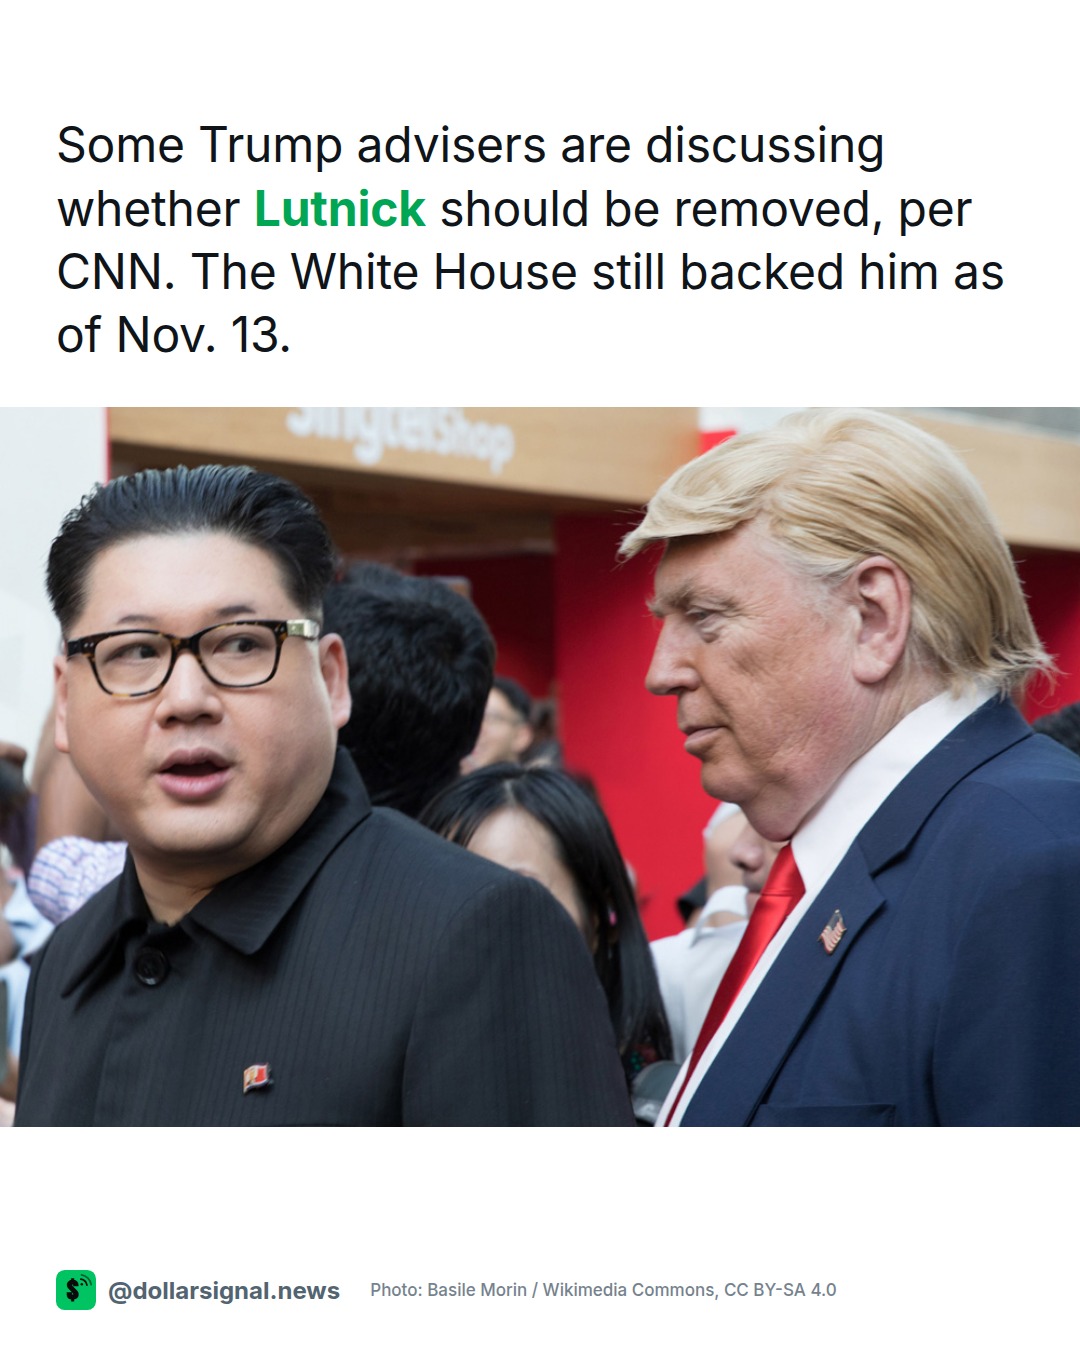 Some Trump advisers are discussing
whether Lutnick should be removed, per
CNN. The White House still backed him as
of Nov. 13.
Singtelshop
@dollarsignal.news
Photo: Basile Morin / Wikimedia Commons, CC BY-SA 4.0